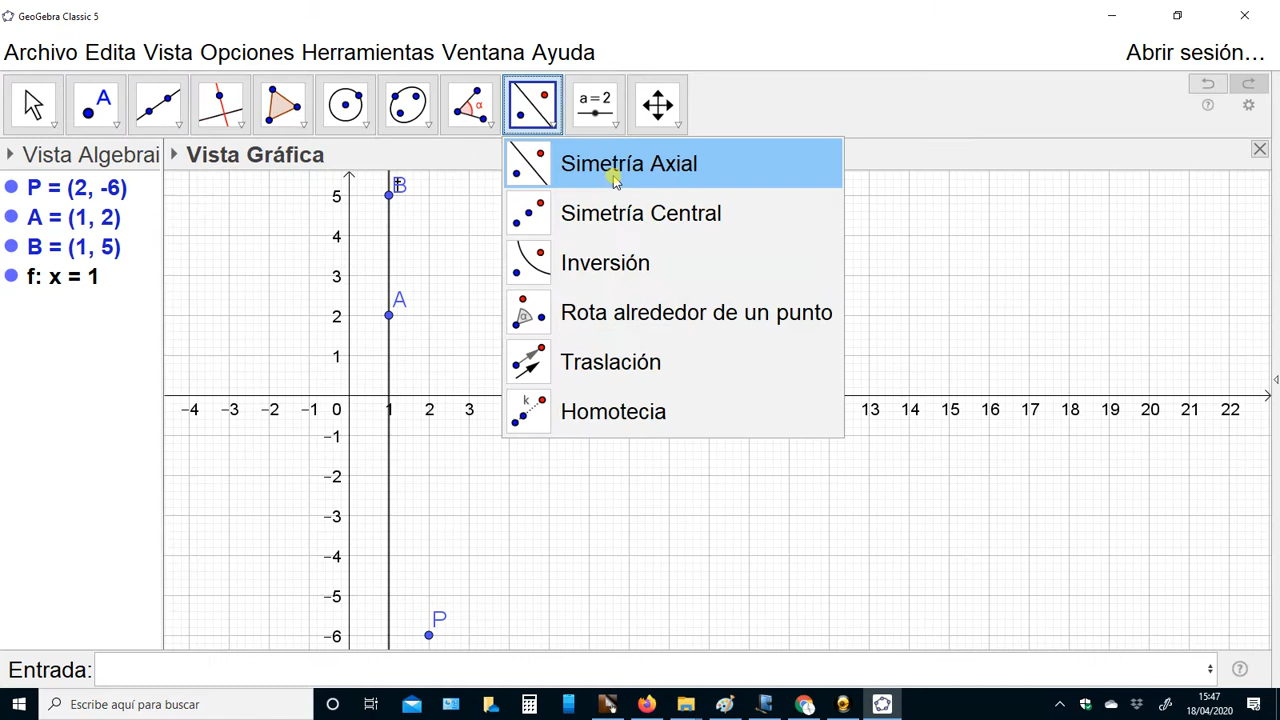 GeoGebra Classic 5
Archivo Edita Vista Opciones Herramientas Ventana Ayuda
Abrir sesión...
A
α
a=2
Vista Algebrai
Vista Gráfica
P = (2, -6)
A = (1, 2)
B = (1, 5)
f: x = 1
Simetría Axial
Simetría Central
Inversión
α
Rota alrededor de un punto
Traslación
k
Homotecia
B
5
4
3
A
2
1
−4 −3 −2 −1 0 1 2 3 13 14 15 16 17 18 19 20 21 22
−1
−2
−3
−4
−5
P
−6
Entrada:
Escribe aquí para buscar
15:47
18/04/2020